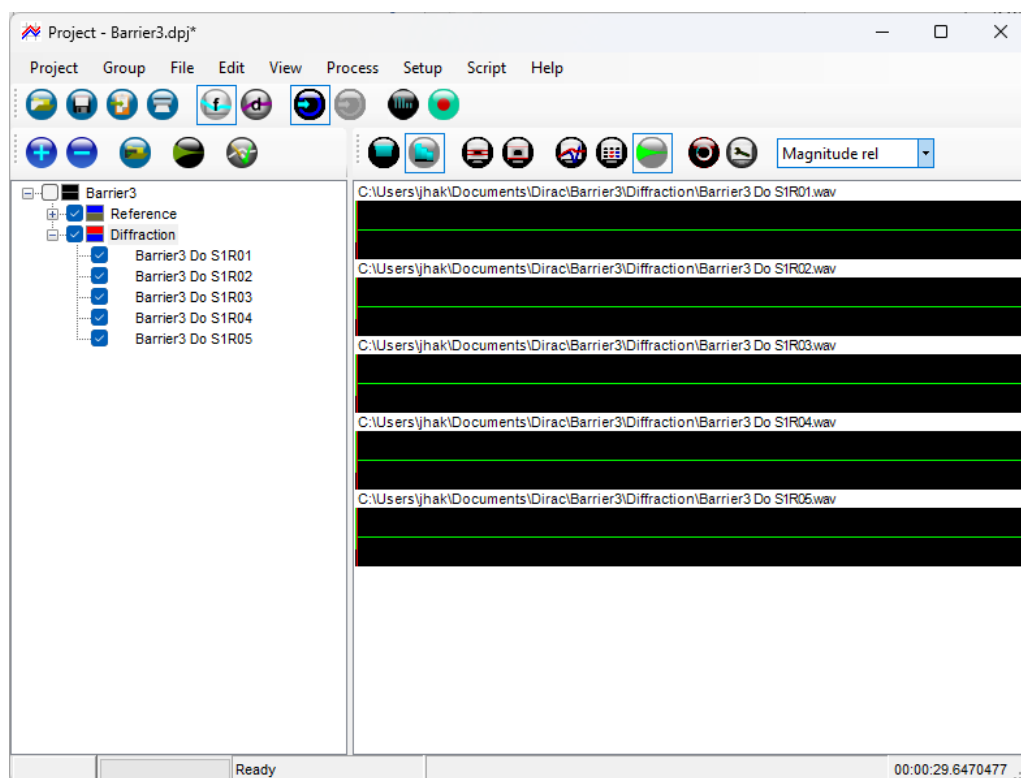 Project - Barrier3.dpj*
Project Group File Edit View Process Setup Script Help
f d
Magnitude rel
Barrier3
Reference
Diffraction
Barrier3 Do S1R01
Barrier3 Do S1R02
Barrier3 Do S1R03
Barrier3 Do S1R04
Barrier3 Do S1R05
C:\Users\jhak\Documents\Dirac\Barrier3\Diffraction\Barrier3 Do S1R01.wav
C:\Users\jhak\Documents\Dirac\Barrier3\Diffraction\Barrier3 Do S1R02.wav
C:\Users\jhak\Documents\Dirac\Barrier3\Diffraction\Barrier3 Do S1R03.wav
C:\Users\jhak\Documents\Dirac\Barrier3\Diffraction\Barrier3 Do S1R04.wav
C:\Users\jhak\Documents\Dirac\Barrier3\Diffraction\Barrier3 Do S1R05.wav
Ready
00:00:29.6470477